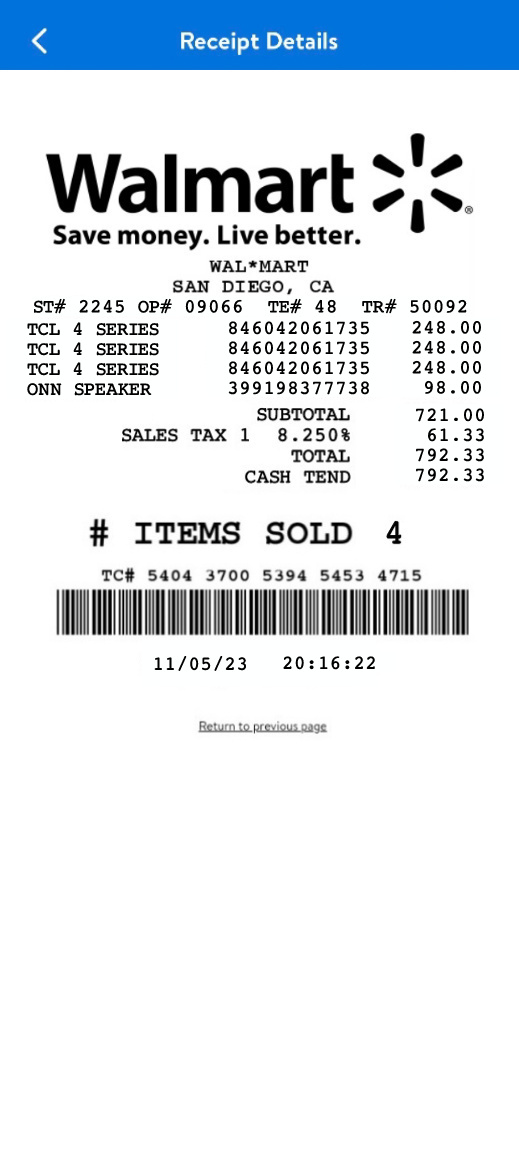 Receipt Details
Walmart
®
Save money. Live better.
WAL*MART
SAN DIEGO, CA
ST# 2245 OP# 09066 TE# 48 TR# 50092
TCL 4 SERIES 846042061735 248.00
TCL 4 SERIES 846042061735 248.00
TCL 4 SERIES 846042061735 248.00
ONN SPEAKER 399198377738 98.00
SUBTOTAL 721.00
SALES TAX 1 8.250% 61.33
TOTAL 792.33
CASH TEND 792.33
# ITEMS SOLD 4
TC# 5404 3700 5394 5453 4715
11/05/23 20:16:22
Return to previous page